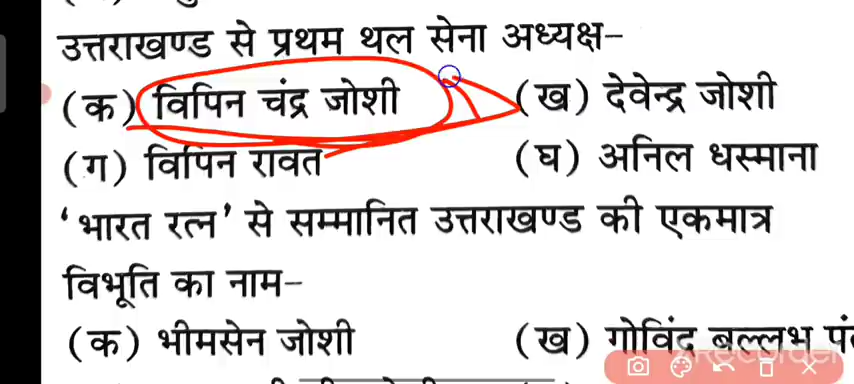 उत्तराखण्ड से प्रथम थल सेना अध्यक्ष–
(क) विपिन चंद्र जोशी (ख) देवेन्द्र जोशी
(ग) विपिन रावत (घ) अनिल धस्माना
'भारत रत्न' से सम्मानित उत्तराखण्ड की एकमात्र
विभूति का नाम–
(क) भीमसेन जोशी (ख) गोविंद बल्लभ